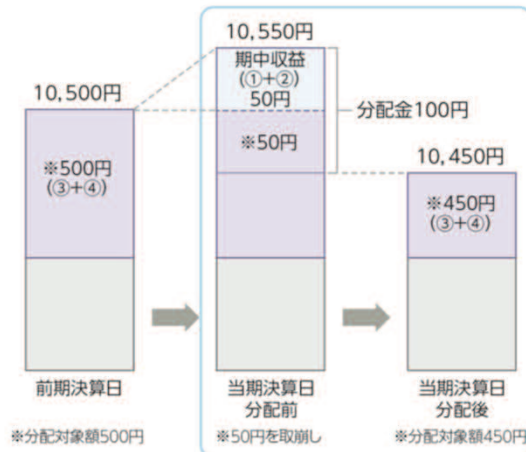 10,550円
期中収益
(①+②)
50円
10,500円
分配金100円
※50円
10,450円
※500円
(③+④)
※450円
(③+④)
前期決算日
当期決算日
分配前
当期決算日
分配後
※分配対象額500円
※50円を取崩し
※分配対象額450円